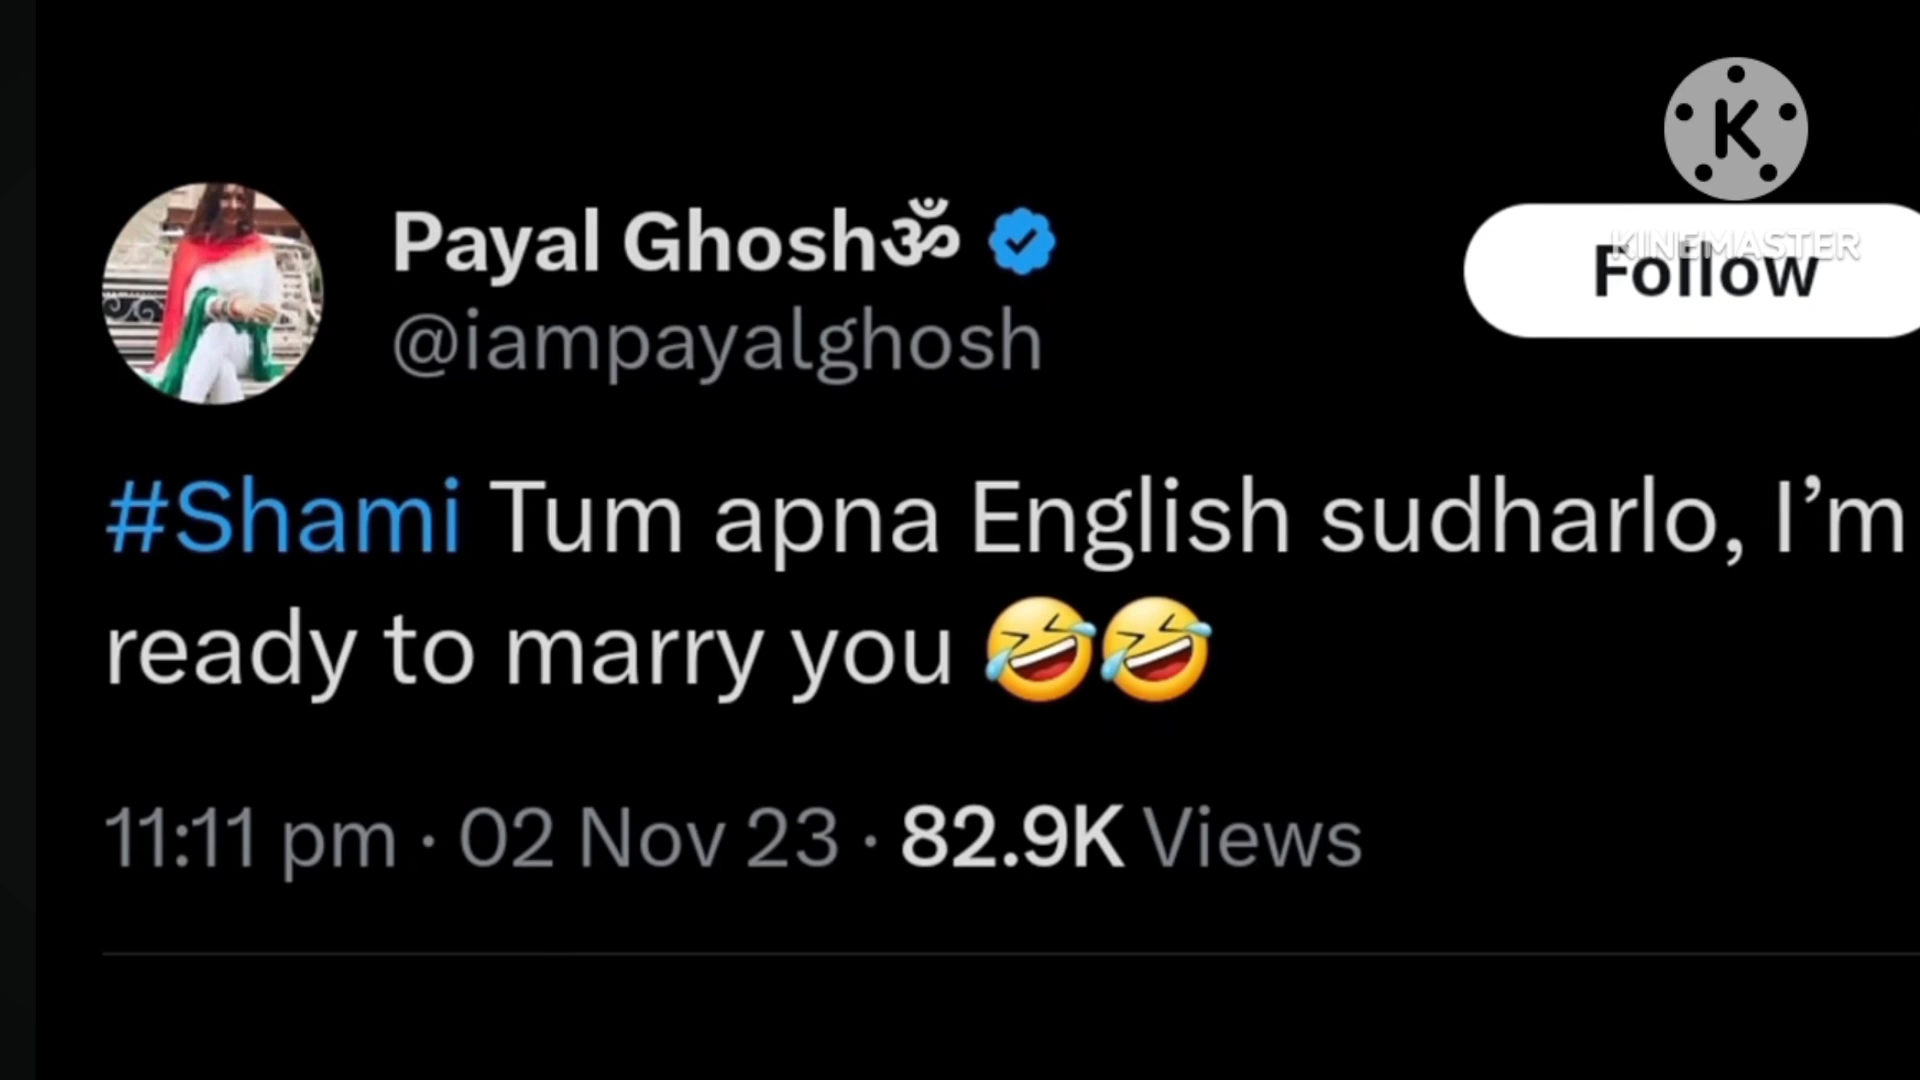 K
KINEMASTER
Payal Ghoshॐ
Follow
@iampayalghosh
#Shami Tum apna English sudharlo, I’m
ready to marry you 🤣🤣
11:11 pm · 02 Nov 23 · 82.9K Views